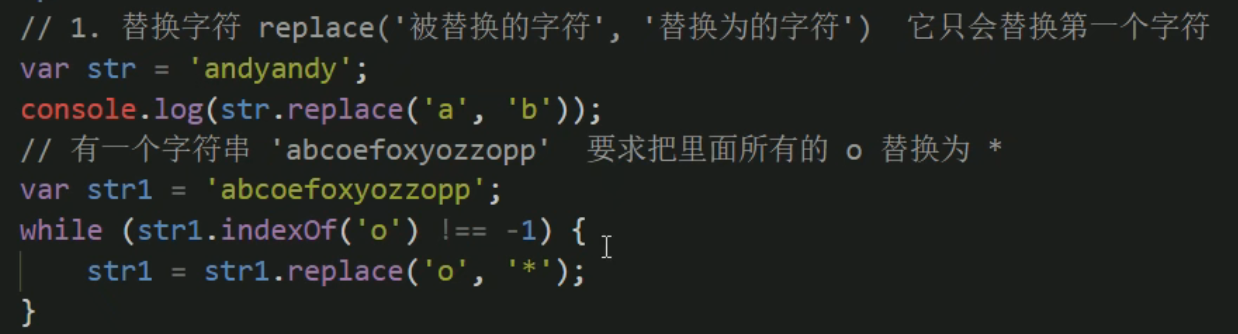 // 1. 替换字符 replace('被替换的字符', '替换为的字符')  它只会替换第一个字符
var str = 'andyandy';
console.log(str.replace('a', 'b'));
// 有一个字符串 'abcoefoxyozzopp'  要求把里面所有的 o 替换为 *
var str1 = 'abcoefoxyozzopp';
while (str1.indexOf('o') !== -1) {
    str1 = str1.replace('o', '*');
}